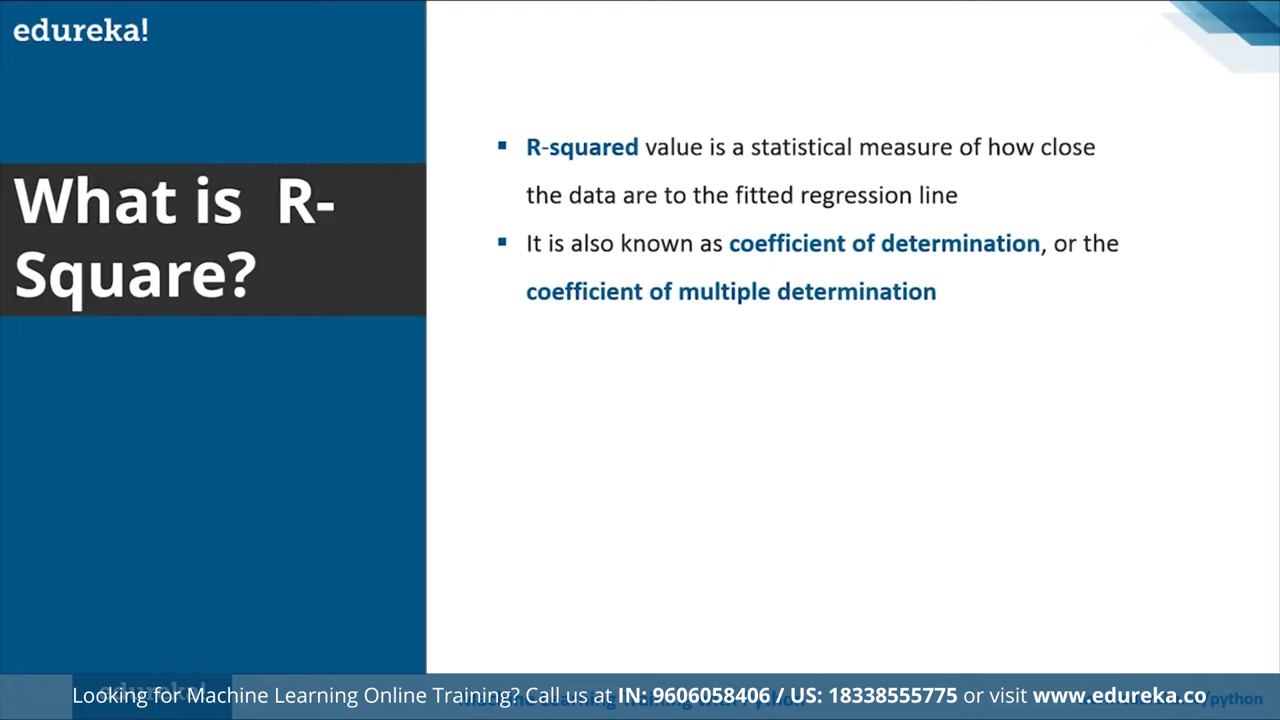 edureka!
What is R-
Square?
▪ R-squared value is a statistical measure of how close
the data are to the fitted regression line
▪ It is also known as coefficient of determination, or the
coefficient of multiple determination
Looking for Machine Learning Online Training? Call us at IN: 9606058406 / US: 18338555775 or visit www.edureka.co
/python